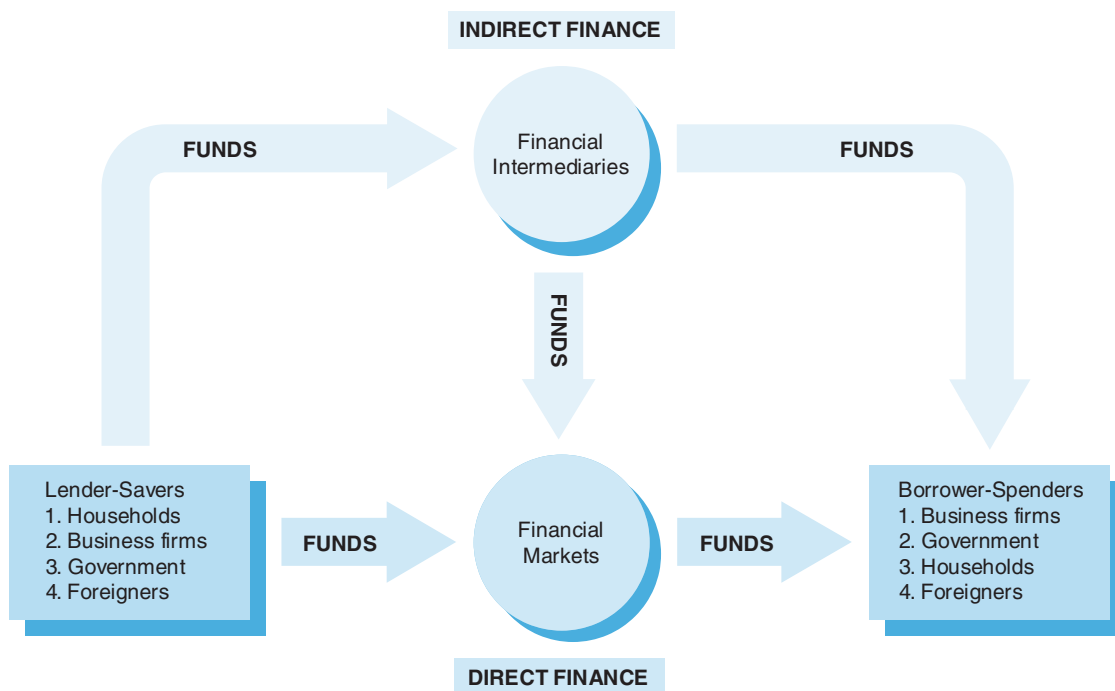 INDIRECT FINANCE
FUNDS
Financial
Intermediaries
FUNDS
FUNDS
Lender-Savers
1. Households
2. Business firms
3. Government
4. Foreigners
FUNDS
Financial
Markets
FUNDS
Borrower-Spenders
1. Business firms
2. Government
3. Households
4. Foreigners
DIRECT FINANCE